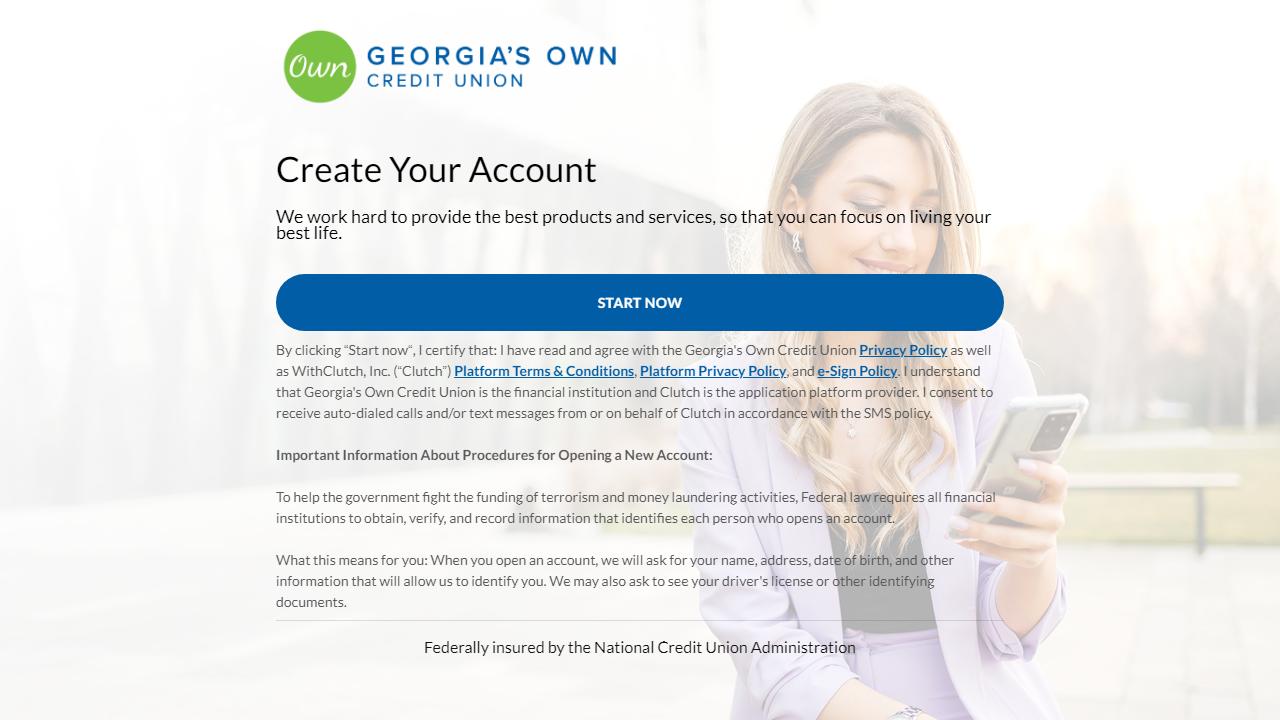 Own
GEORGIA'S OWN
CREDIT UNION
Create Your Account
We work hard to provide the best products and services, so that you can focus on living your
best life.
START NOW
By clicking “Start now“, I certify that: I have read and agree with the Georgia's Own Credit Union Privacy Policy as well
as WithClutch, Inc. (“Clutch”) Platform Terms & Conditions, Platform Privacy Policy, and e-Sign Policy. I understand
that Georgia's Own Credit Union is the financial institution and Clutch is the application platform provider. I consent to
receive auto-dialed calls and/or text messages from or on behalf of Clutch in accordance with the SMS policy.
Important Information About Procedures for Opening a New Account:
To help the government fight the funding of terrorism and money laundering activities, Federal law requires all financial
institutions to obtain, verify, and record information that identifies each person who opens an account.
What this means for you: When you open an account, we will ask for your name, address, date of birth, and other
information that will allow us to identify you. We may also ask to see your driver's license or other identifying
documents.
Federally insured by the National Credit Union Administration